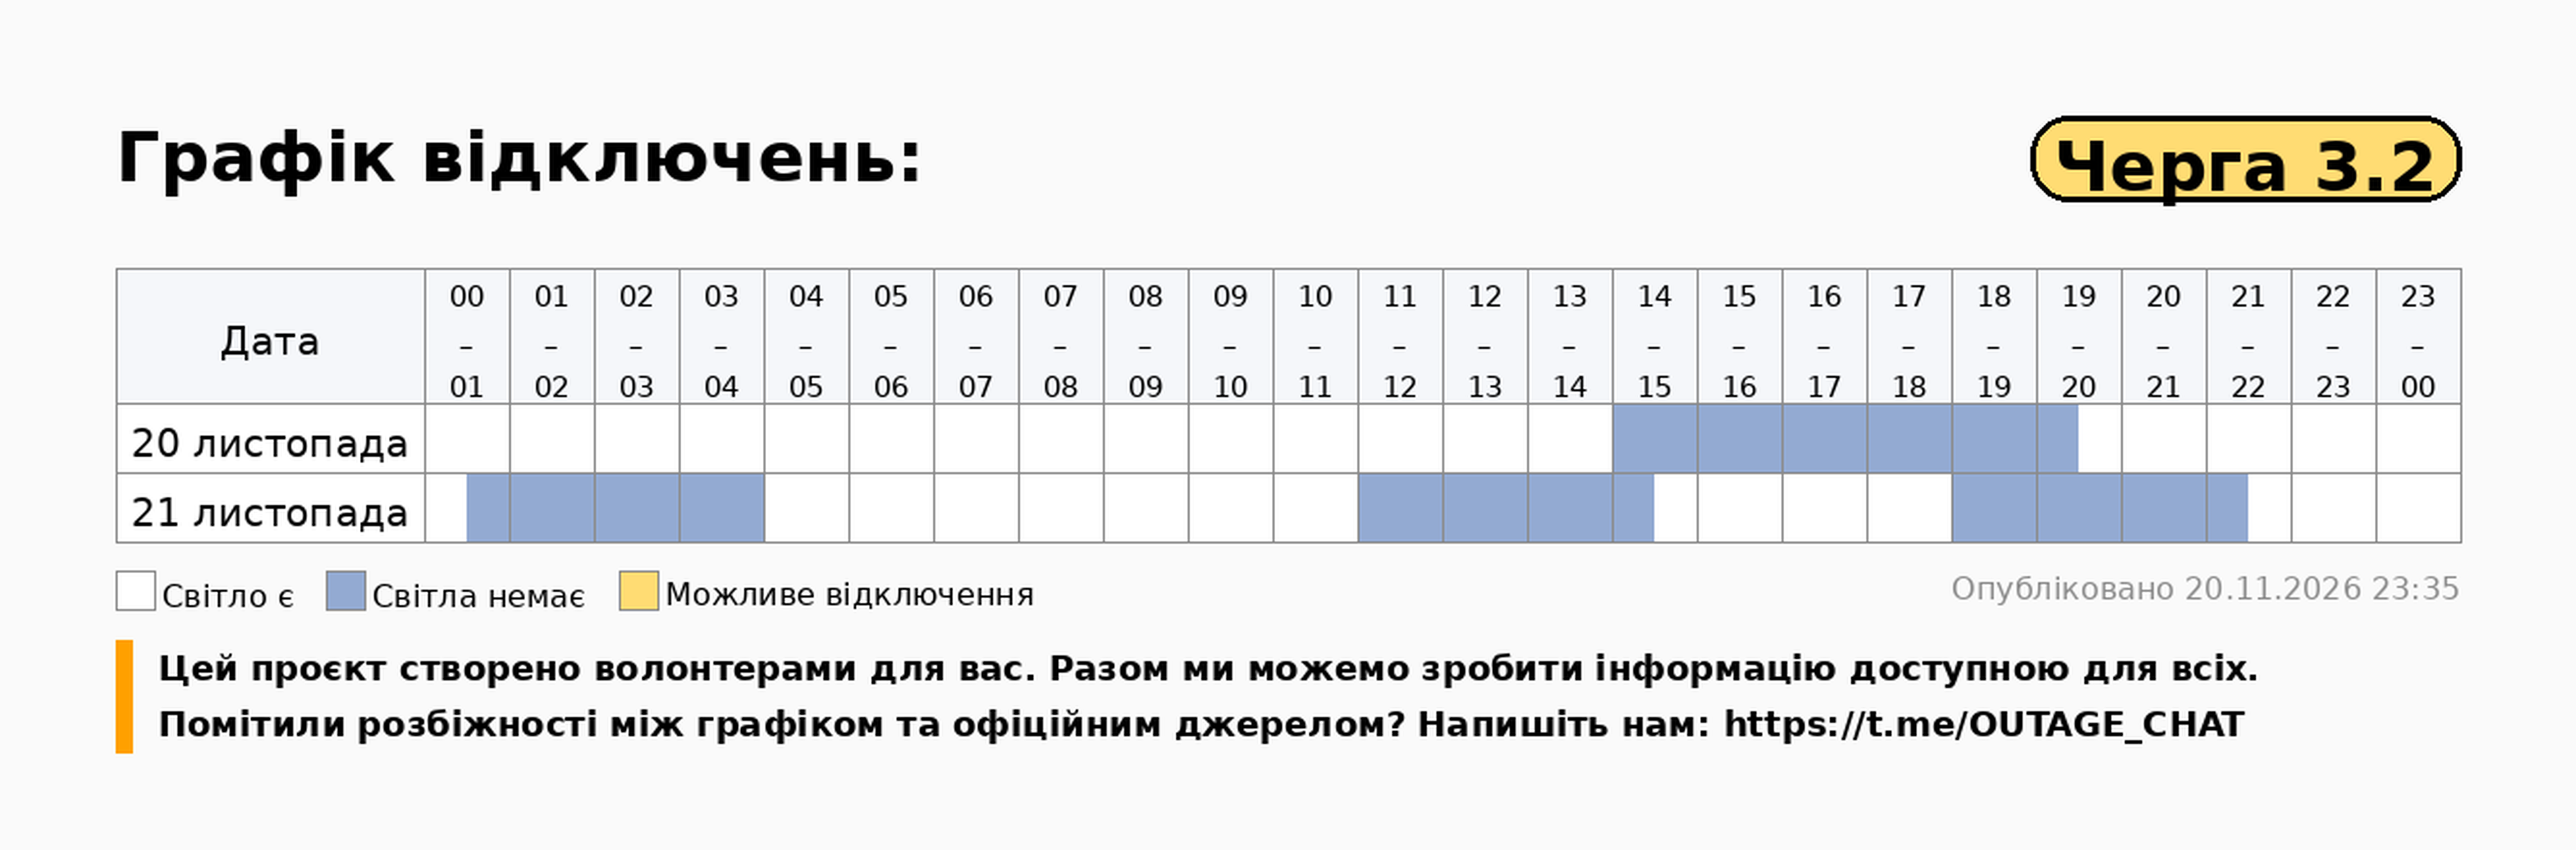 Графік відключень:
Черга 3.2
Дата 00 – 01 01 – 02 02 – 03 03 – 04 04 – 05 05 – 06 06 – 07 07 – 08 08 – 09 09 – 10 10 – 11 11 – 12 12 – 13 13 – 14 14 – 15 15 – 16 16 – 17 17 – 18 18 – 19 19 – 20 20 – 21 21 – 22 22 – 23 23 – 00
20 листопада
21 листопада
Світло є Світла немає Можливе відключення
Опубліковано 20.11.2026 23:35
Цей проєкт створено волонтерами для вас. Разом ми можемо зробити інформацію доступною для всіх.
Помітили розбіжності між графіком та офіційним джерелом? Напишіть нам: https://t.me/OUTAGE_CHAT